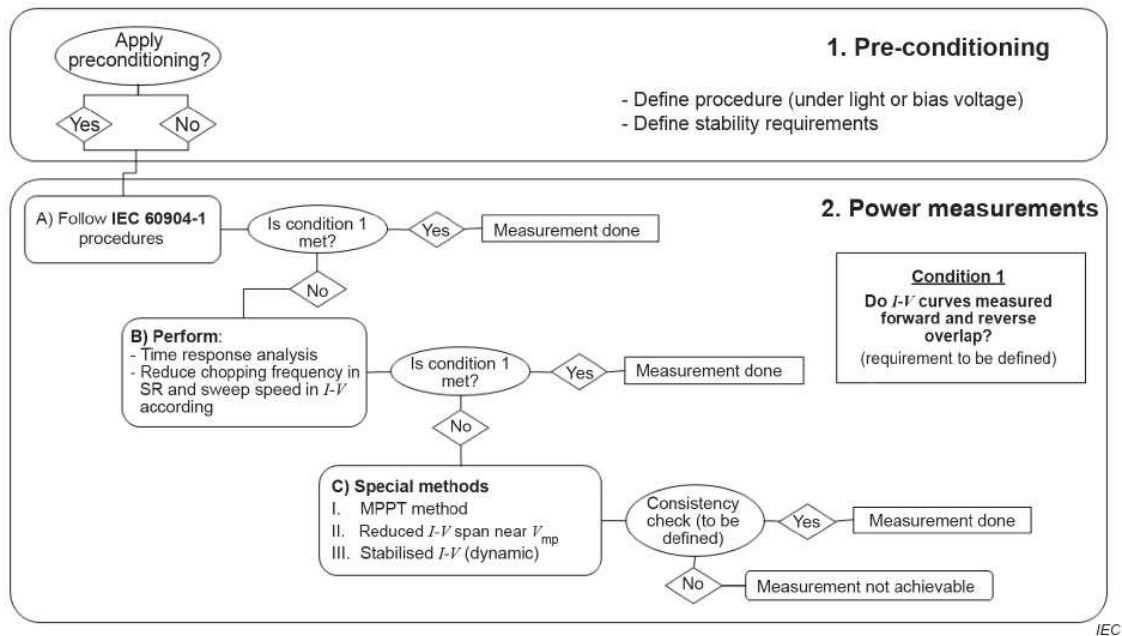 Apply
preconditioning?
Yes
No
1. Pre-conditioning
- Define procedure (under light or bias voltage)
- Define stability requirements
2. Power measurements
A) Follow IEC 60904-1
procedures
Is condition 1
met?
Yes
Measurement done
No
Condition 1
Do I-V curves measured
forward and reverse
overlap?
(requirement to be defined)
B) Perform:
- Time response analysis
- Reduce chopping frequency in
SR and sweep speed in I-V
according
Is condition 1
met?
Yes
Measurement done
No
C) Special methods
I. MPPT method
II. Reduced I-V span near Vmp
III. Stabilised I-V (dynamic)
Consistency
check (to be
defined)
Yes
Measurement done
No
Measurement not achievable
IEC